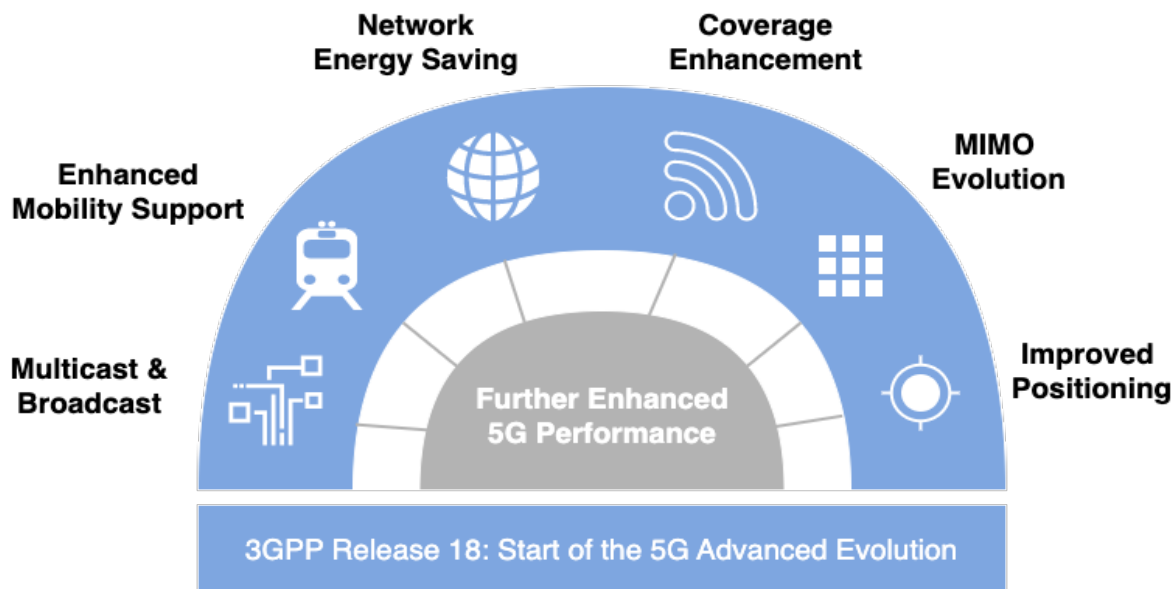 Network
Energy Saving
Coverage
Enhancement
Enhanced
Mobility Support
MIMO
Evolution
Multicast &
Broadcast
Improved
Positioning
Further Enhanced
5G Performance
3GPP Release 18: Start of the 5G Advanced Evolution